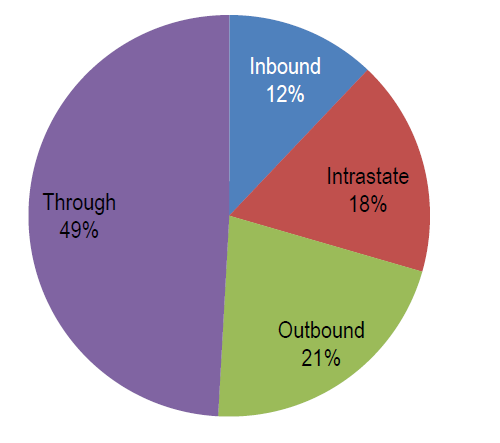 Inbound
12%
Intrastate
18%
Through
49%
Outbound
21%